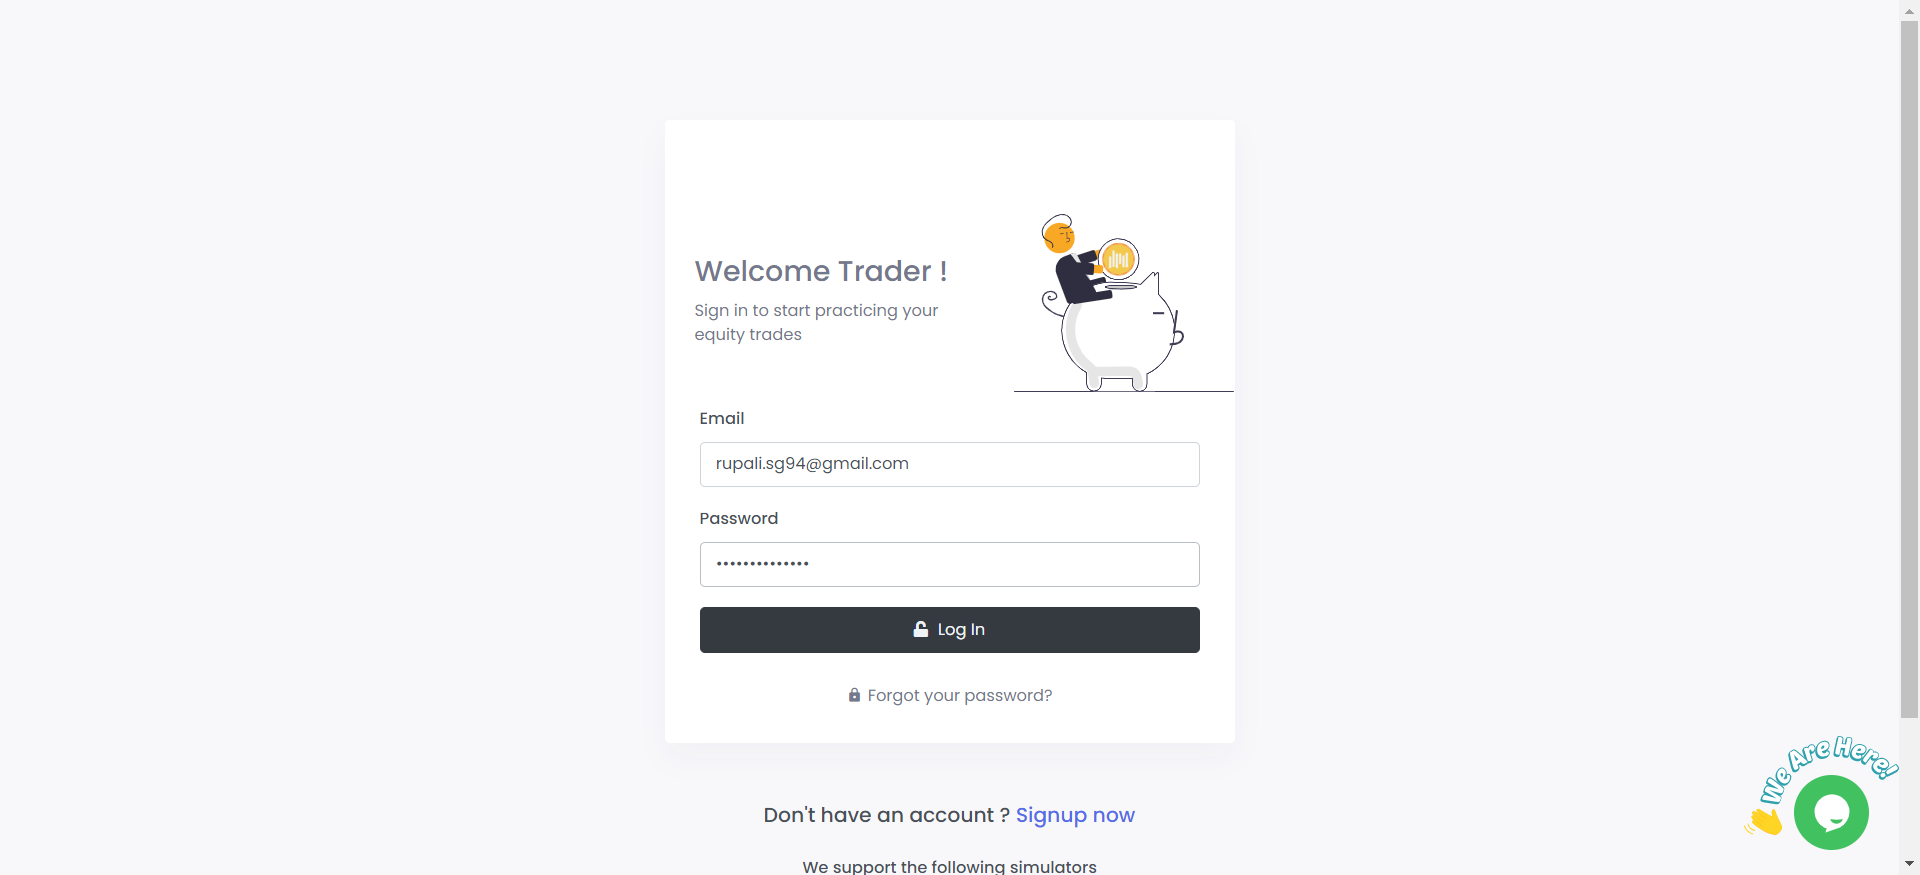 Welcome Trader !
Sign in to start practicing your
equity trades
Email
rupali.sg94@gmail.com
Password
••••••••••••••
Log In
Forgot your password?
Don't have an account ? Signup now
We support the following simulators
We Are Here!